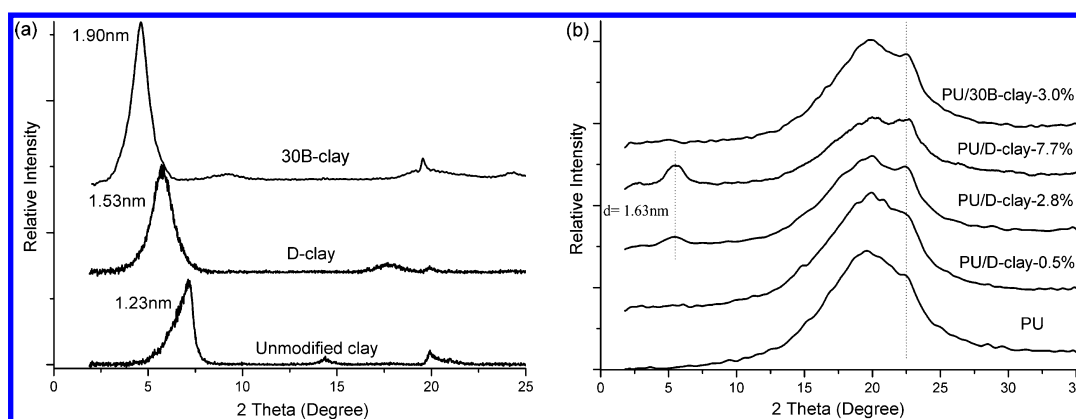 (a)
1.90nm
30B-clay
1.53nm
D-clay
1.23nm
Unmodified clay
Relative Intensity
0 5 10 15 20 25
2 Theta (Degree)
(b)
PU/30B-clay-3.0%
PU/D-clay-7.7%
d= 1.63nm
PU/D-clay-2.8%
PU/D-clay-0.5%
PU
Relative Intensity
0 5 10 15 20 25 30 35
2 Theta (Degree)